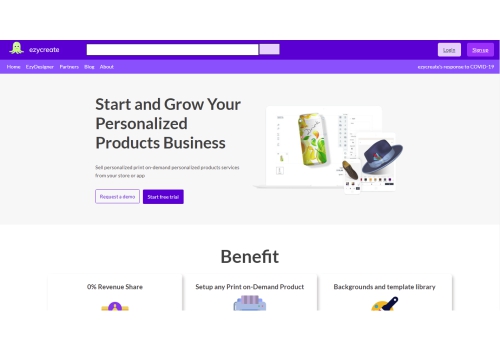 ezycreate
Login
Sign up
Home EzyDesigner Partners Blog About
ezycreate's response to COVID-19
Start and Grow Your
Personalized
Products Business
Sell personalized print on-demand personalized products services
from your store or app
Request a demo
Start free trial
Benefit
0% Revenue Share
Setup any Print on-Demand Product
Backgrounds and template library